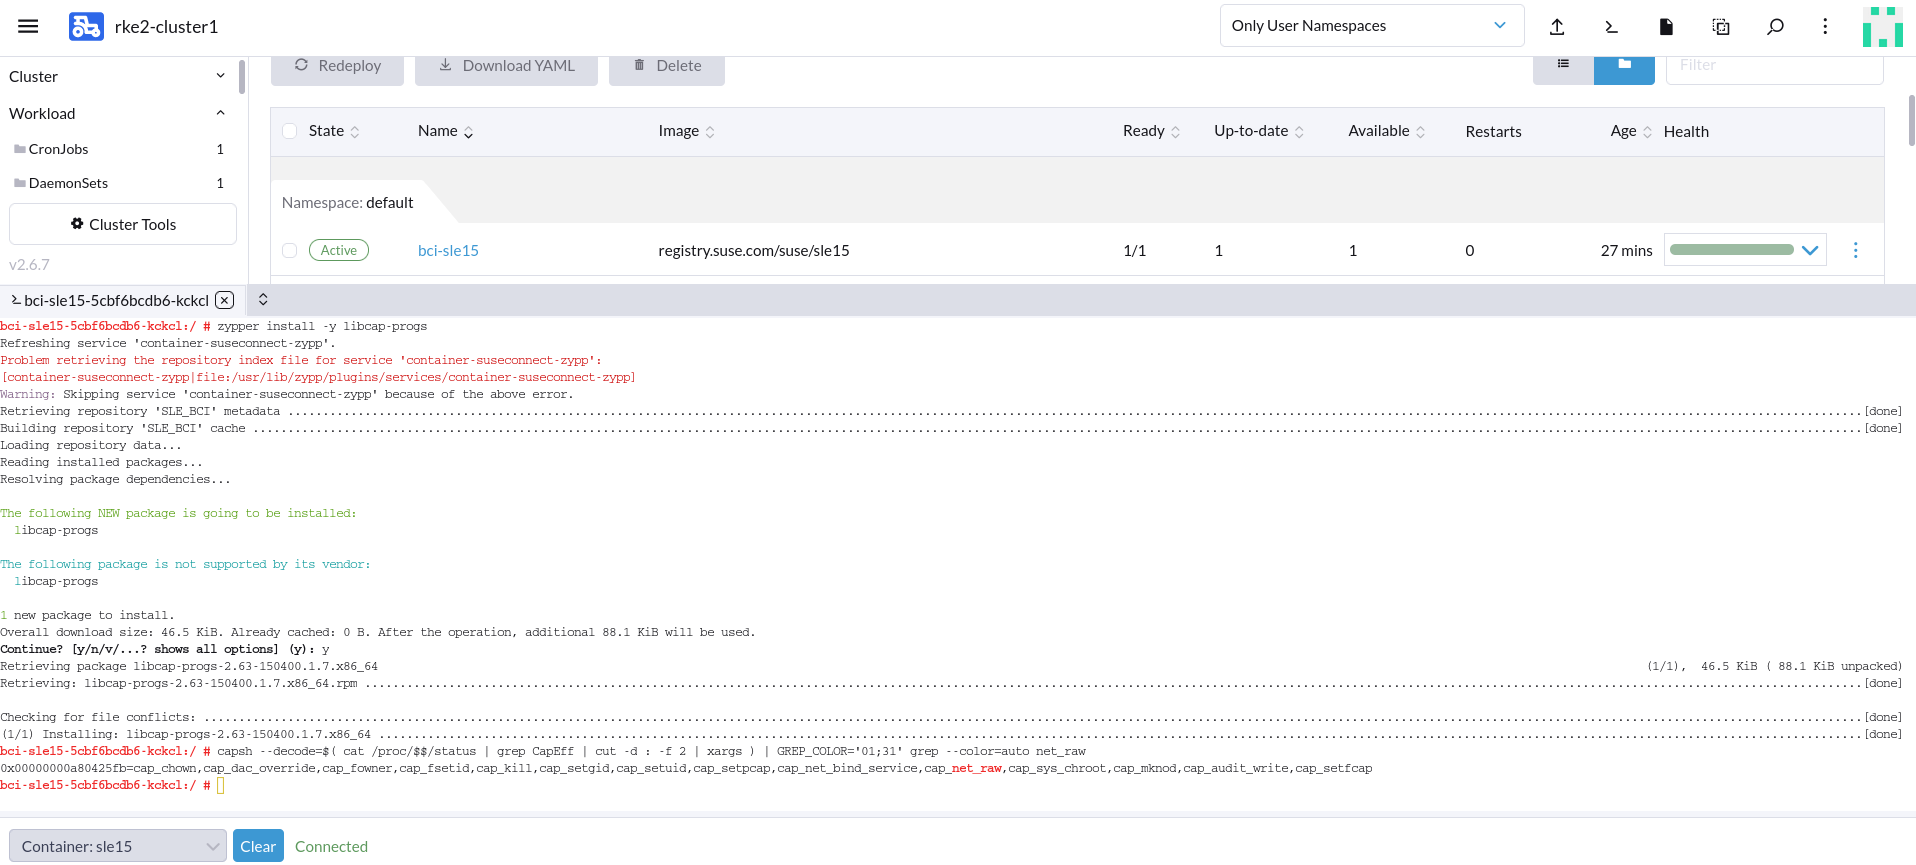 rke2-cluster1
Only User Namespaces
Cluster
Workload
CronJobs 1
DaemonSets 1
Cluster Tools
v2.6.7
Redeploy Download YAML Delete Filter
State Name Image Ready Up-to-date Available Restarts Age Health
Namespace: default
Active bci-sle15 registry.suse.com/suse/sle15 1/1 1 1 0 27 mins
bci-sle15-5cbf6bcdb6-kckcl
bci-sle15-5cbf6bcdb6-kckcl:/ # zypper install -y libcap-progs
Refreshing service 'container-suseconnect-zypp'.
Problem retrieving the repository index file for service 'container-suseconnect-zypp':
[container-suseconnect-zypp|file:/usr/lib/zypp/plugins/services/container-suseconnect-zypp]
Warning: Skipping service 'container-suseconnect-zypp' because of the above error.
Retrieving repository 'SLE_BCI' metadata ................................................................[done]
Building repository 'SLE_BCI' cache ................................................................[done]
Loading repository data...
Reading installed packages...
Resolving package dependencies...
The following NEW package is going to be installed:
libcap-progs
The following package is not supported by its vendor:
libcap-progs
1 new package to install.
Overall download size: 46.5 KiB. Already cached: 0 B. After the operation, additional 88.1 KiB will be used.
Continue? [y/n/v/...? shows all options] (y): y
Retrieving package libcap-progs-2.63-150400.1.7.x86_64 (1/1), 46.5 KiB ( 88.1 KiB unpacked)
Retrieving: libcap-progs-2.63-150400.1.7.x86_64.rpm ................................................................[done]
Checking for file conflicts: ................................................................[done]
(1/1) Installing: libcap-progs-2.63-150400.1.7.x86_64 ................................................................[done]
bci-sle15-5cbf6bcdb6-kckcl:/ # capsh --decode=$( cat /proc/$$/status | grep CapEff | cut -d : -f 2 | xargs ) | GREP_COLOR='01;31' grep --color=auto net_raw
0x00000000a80425fb=cap_chown,cap_dac_override,cap_fowner,cap_fsetid,cap_kill,cap_setgid,cap_setuid,cap_setpcap,cap_net_bind_service,cap_net_raw,cap_sys_chroot,cap_mknod,cap_audit_write,cap_setfcap
bci-sle15-5cbf6bcdb6-kckcl:/ #
Container: sle15 Clear Connected